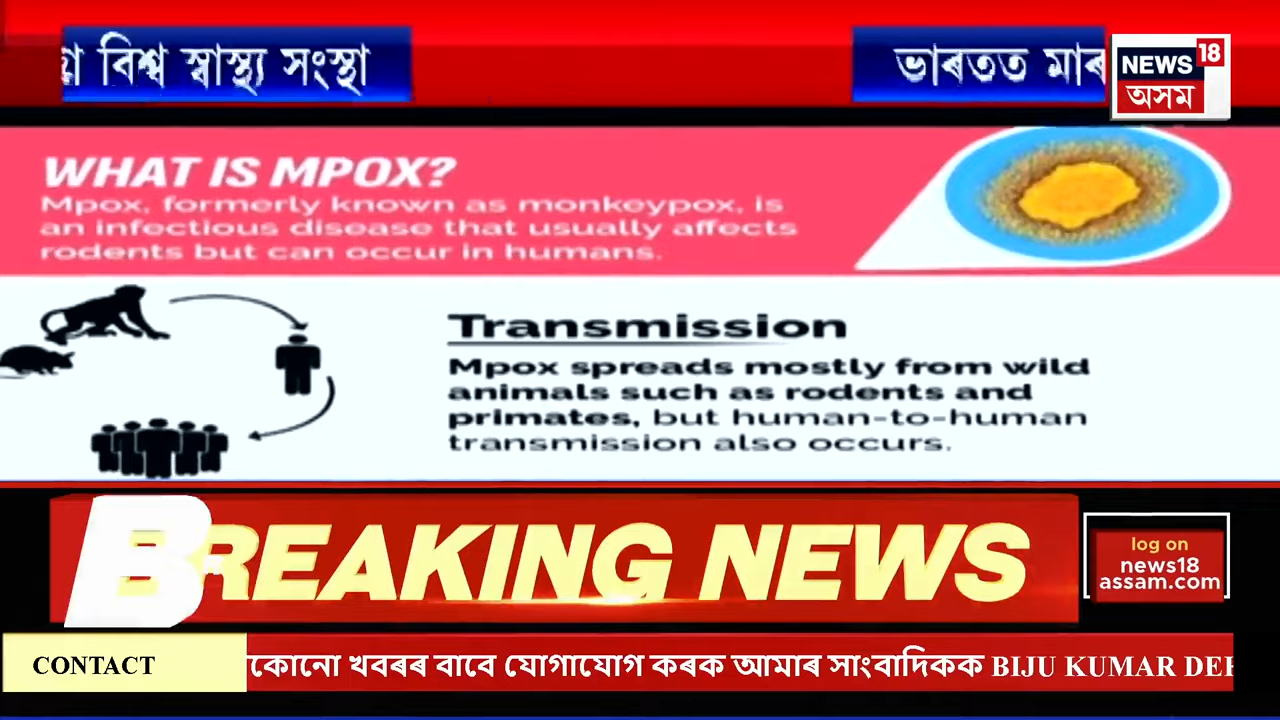 বিশ্ব স্বাস্থ্য সংস্থা
ভাৰতত
NEWS 18
অসম
WHAT IS MPOX?
Mpox, formerly known as monkeypox, is
an infectious disease that usually affects
rodents but can occur in humans.
Transmission
Mpox spreads mostly from wild
animals such as rodents and
primates, but human-to-human
transmission also occurs.
BREAKING NEWS
log on
news18
assam.com
CONTACT
কোনো খবৰৰ বাবে যোগাযোগ কৰক আমাৰ সাংবাদিকক BIJU KUMAR